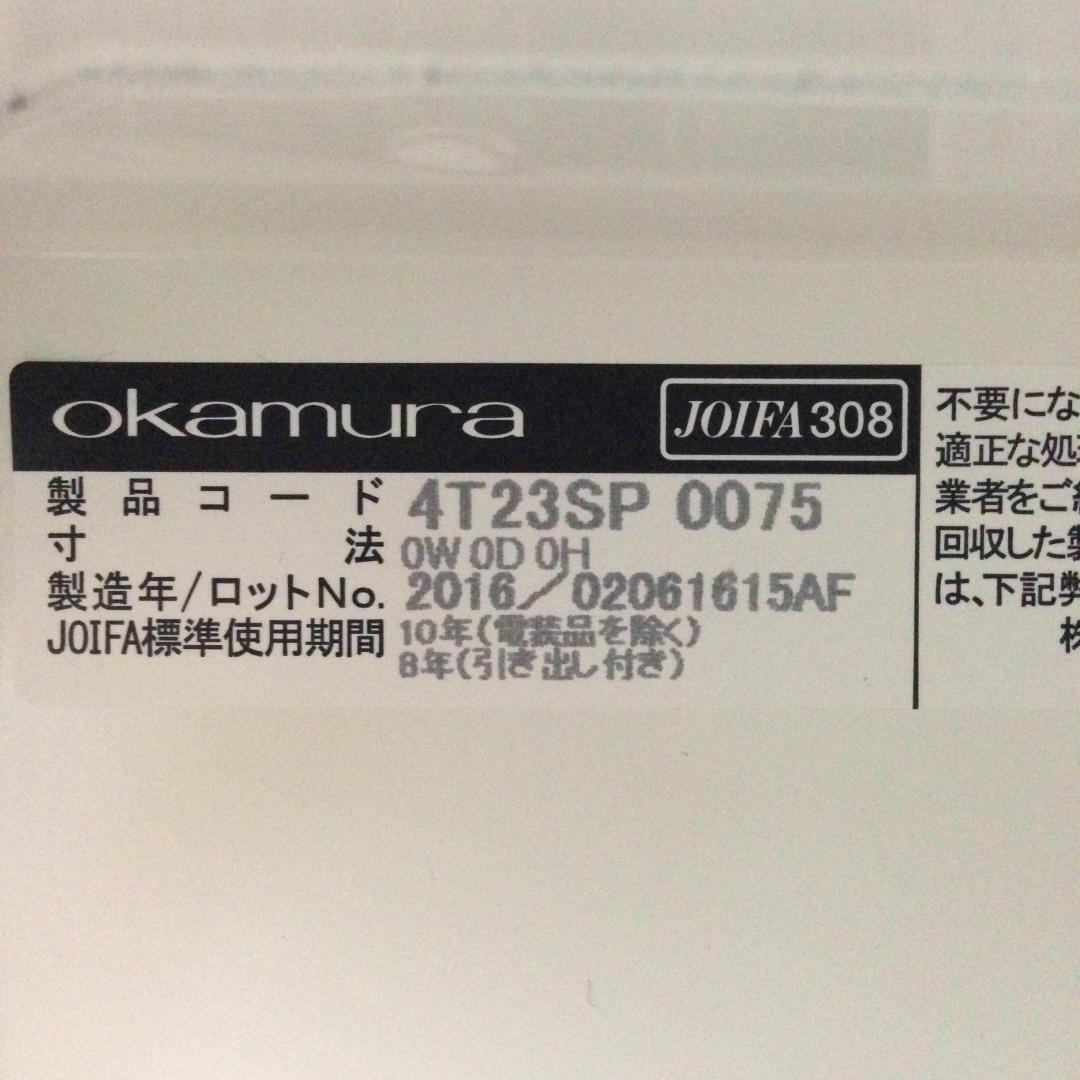 okamura JOIFA308
製品コード 4T23SP 0075
寸法 0W 0D 0H
製造年/ロットNo. 2016/02061615AF
JOIFA標準使用期間 10年(電装品を除く)
8年(引き出し付き)
不要にな
適正な処
業者をご
回収した
は、下記
株